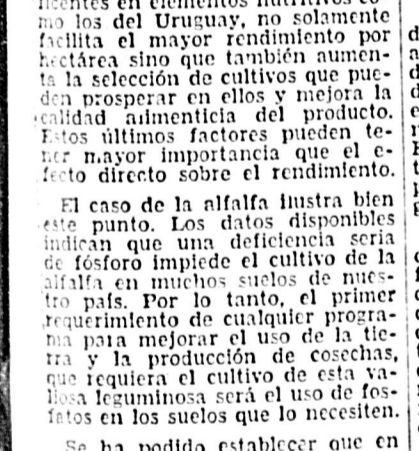 ficentes en elementos nutritivos co-
mo los del Uruguay, no solamente
facilita el mayor rendimiento por
hectárea sino que también aumen-
ta la selección de cultivos que pue-
den prosperar en ellos y mejora la
calidad alimenticia del producto.
Estos últimos factores pueden te-
ner mayor importancia que el e-
fecto directo sobre el rendimiento.
El caso de la alfalfa ilustra bien
este punto. Los datos disponibles
indican que una deficiencia seria
de fósforo impiede el cultivo de la
alfalfa en muchos suelos de nues-
tro país. Por lo tanto, el primer
requerimiento de cualquier progra-
ma para mejorar el uso de la tie-
rra y la producción de cosechas,
que requiera el cultivo de esta va-
liosa leguminosa será el uso de fos-
fatos en los suelos que lo necesiten.
Se ha podido establecer que en